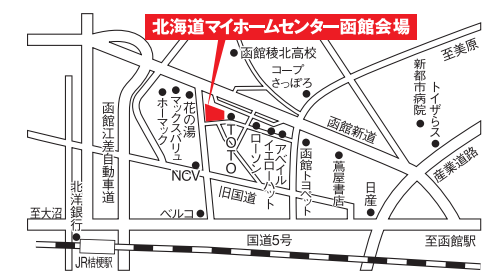 北海道マイホームセンター函館会場
函館稜北高校
至美原
コープ
さっぽろ
新都市病院
トイザらス
花の湯
マックスバリュ
ホーマック
函館江差自動車道
TOTO
函館新道
ローソン
イエローハット
アベイル
函館トヨペット
蔦屋書店
日産
産業道路
NCV
旧国道
ベルコ
北洋銀行
至大沼
国道5号
至函館駅
JR桔梗駅